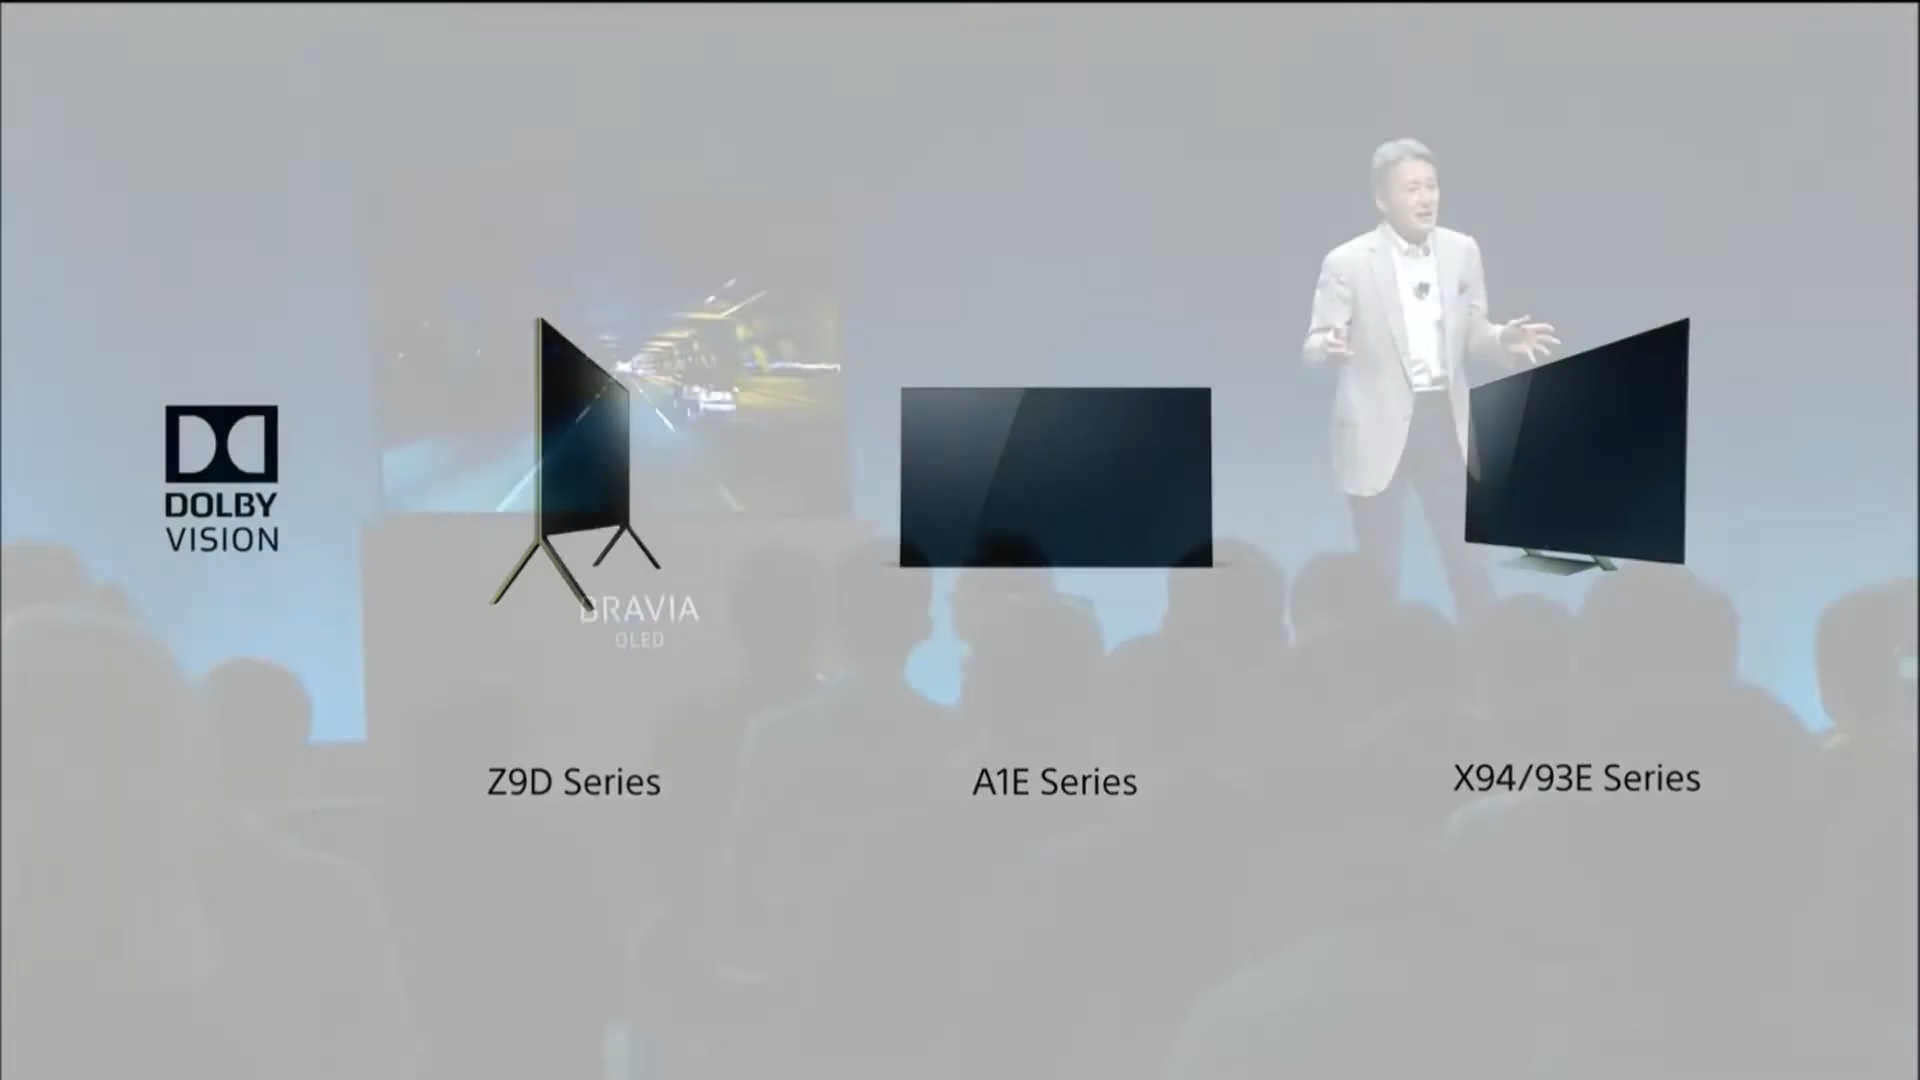 DOLBY
VISION
BRAVIA
OLED
Z9D Series
A1E Series
X94/93E Series